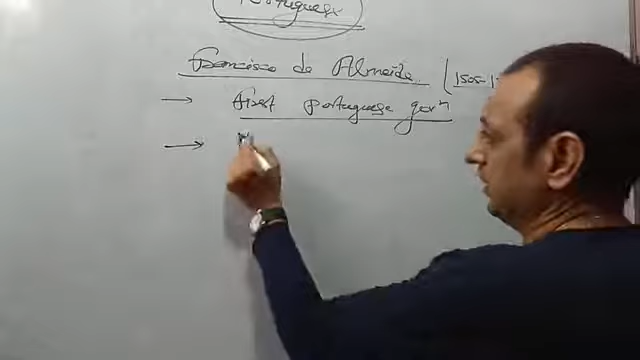 Portuguese
Francisco de Almeida (1505-1
→ First portuguese govn
→